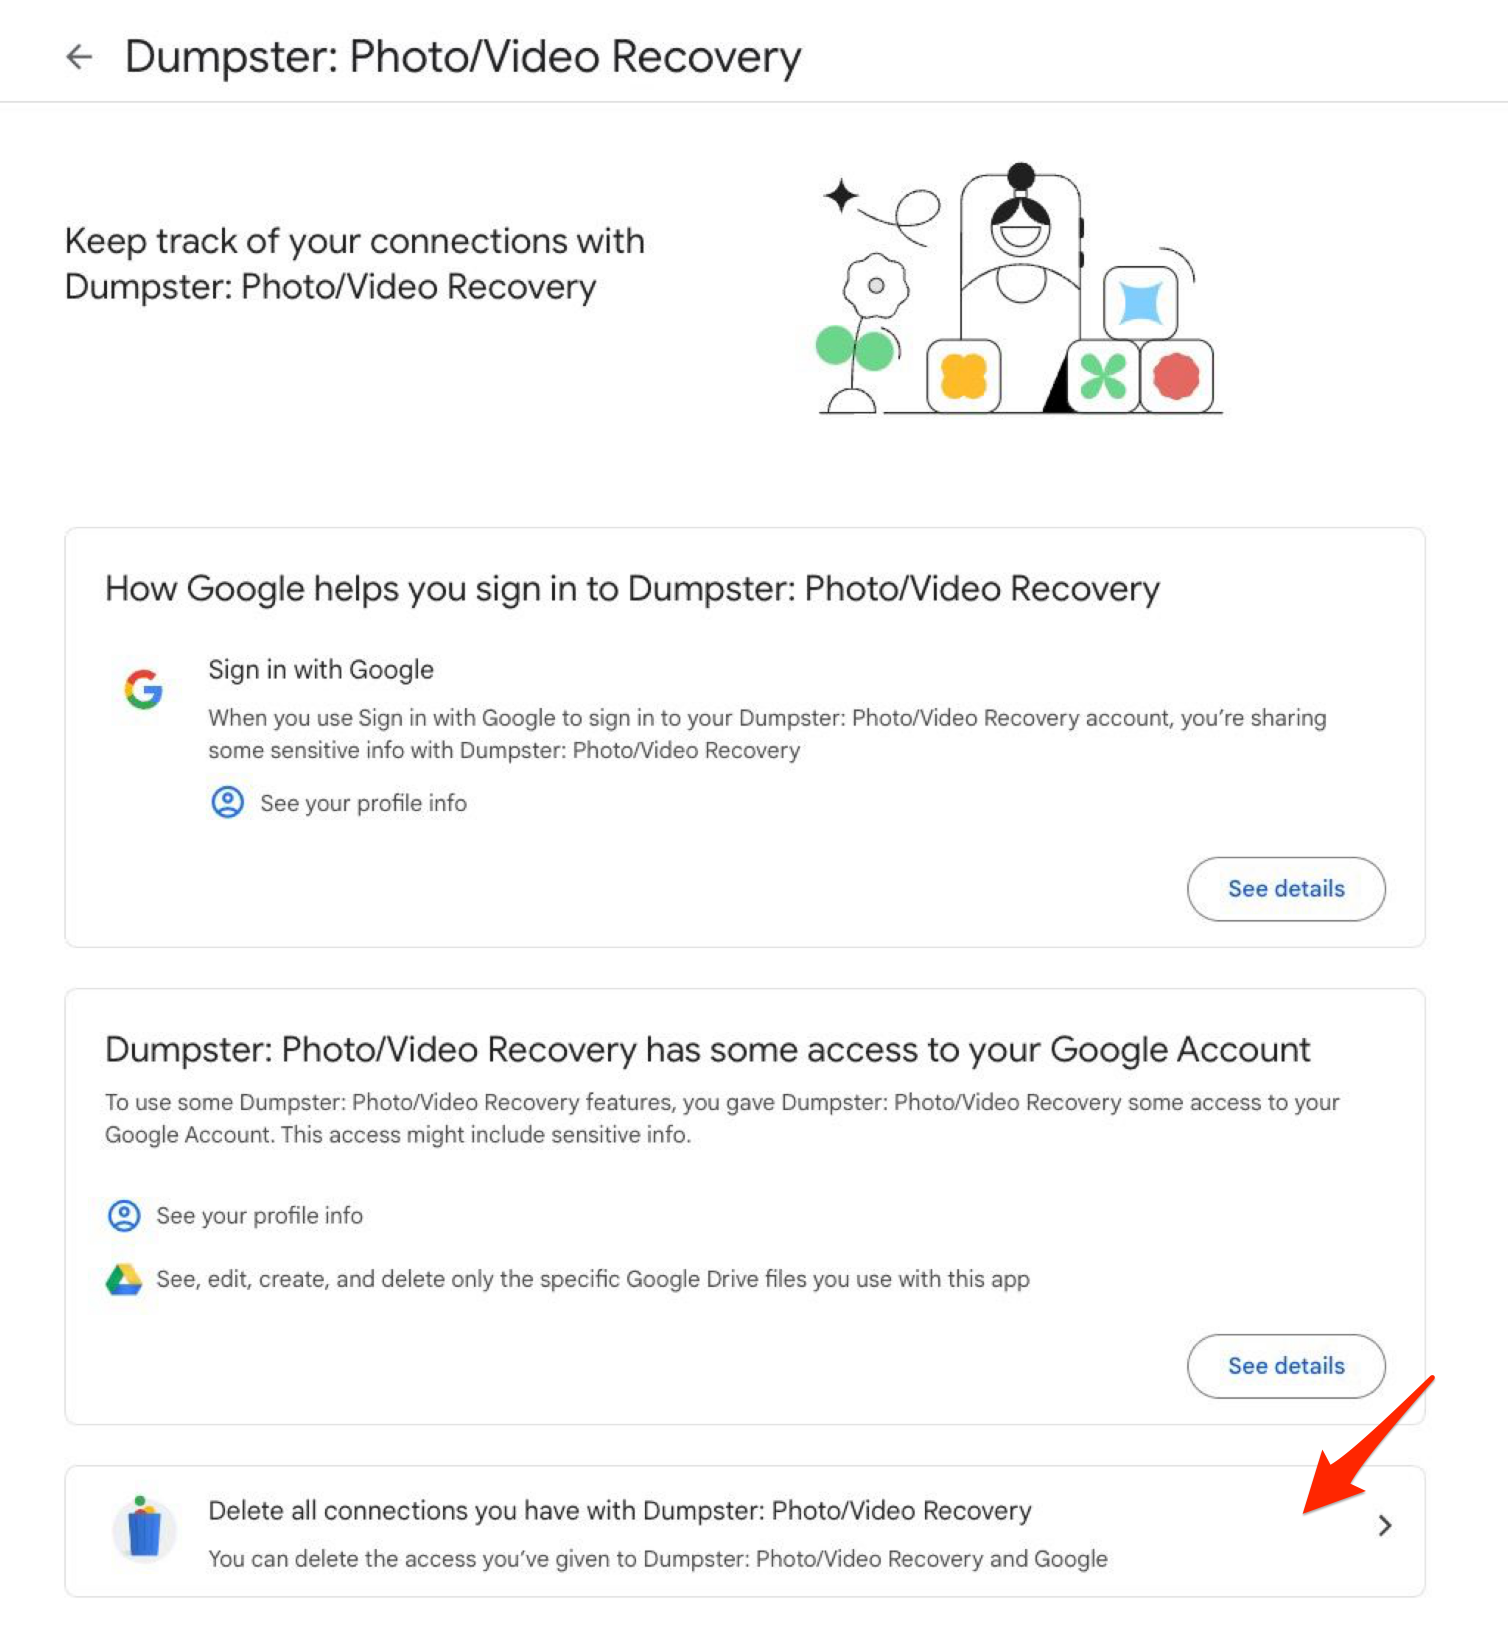 Dumpster: Photo/Video Recovery
Keep track of your connections with
Dumpster: Photo/Video Recovery
How Google helps you sign in to Dumpster: Photo/Video Recovery
Sign in with Google
When you use Sign in with Google to sign in to your Dumpster: Photo/Video Recovery account, you’re sharing
some sensitive info with Dumpster: Photo/Video Recovery
See your profile info
See details
Dumpster: Photo/Video Recovery has some access to your Google Account
To use some Dumpster: Photo/Video Recovery features, you gave Dumpster: Photo/Video Recovery some access to your
Google Account. This access might include sensitive info.
See your profile info
See, edit, create, and delete only the specific Google Drive files you use with this app
See details
Delete all connections you have with Dumpster: Photo/Video Recovery
You can delete the access you’ve given to Dumpster: Photo/Video Recovery and Google